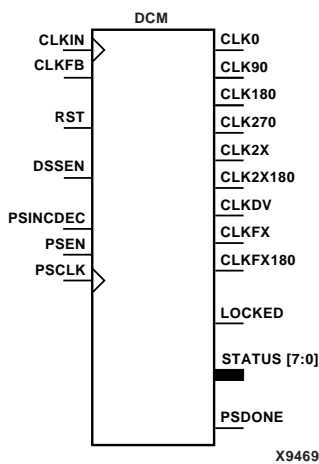 DCM
CLKIN
CLKFB
RST
DSSEN
PSINCDEC
PSEN
PSCLK
CLK0
CLK90
CLK180
CLK270
CLK2X
CLK2X180
CLKDV
CLKFX
CLKFX180
LOCKED
STATUS [7:0]
PSDONE
X9469